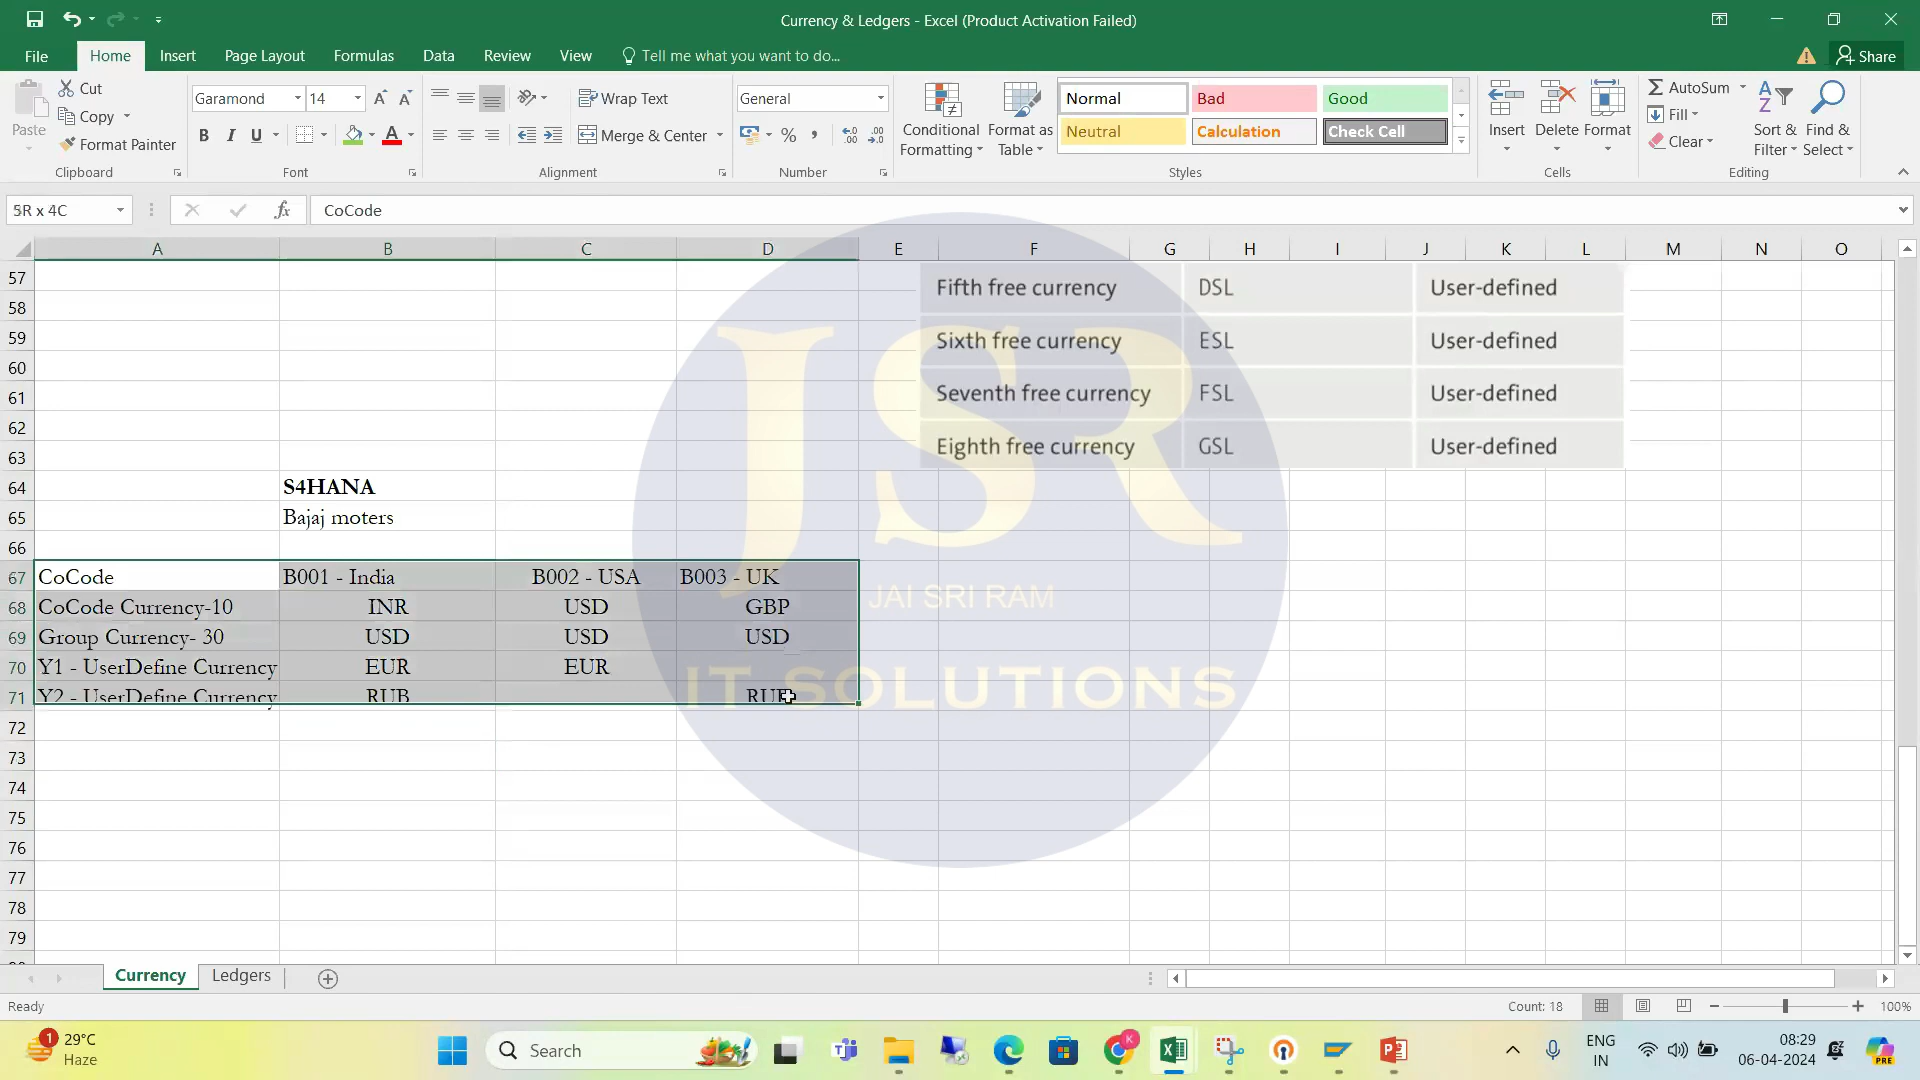 Currency & Ledgers - Excel (Product Activation Failed)
File Home Insert Page Layout Formulas Data Review View Tell me what you want to do... Share
Paste Cut Copy Format Painter Clipboard
Garamond 14 B I U A Font
Wrap Text Merge & Center Alignment
General % Number
Conditional Formatting Format as Table
Normal Bad Good
Neutral Calculation Check Cell
Styles
Insert Delete Format Cells
AutoSum Fill Clear Sort & Filter Find & Select Editing
5R x 4C fx CoCode
A B C D E F G H I J K L M N O
57 Fifth free currency DSL User-defined
58
59 Sixth free currency ESL User-defined
60
61 Seventh free currency FSL User-defined
62
63 Eighth free currency GSL User-defined
64 S4HANA
65 Bajaj moters
66
67 CoCode B001 - India B002 - USA B003 - UK
68 CoCode Currency-10 INR USD GBP
69 Group Currency- 30 USD USD USD
70 Y1 - UserDefine Currency EUR EUR
71 Y2 - UserDefine Currency RUB
72
73
74
75
76
77
78
79
JSR
JAI SRI RAM
IT SOLUTIONS
Currency Ledgers
Ready Count: 18 100%
1 29°C
Haze
Search
ENG
IN
08:29
06-04-2024
K
PRE